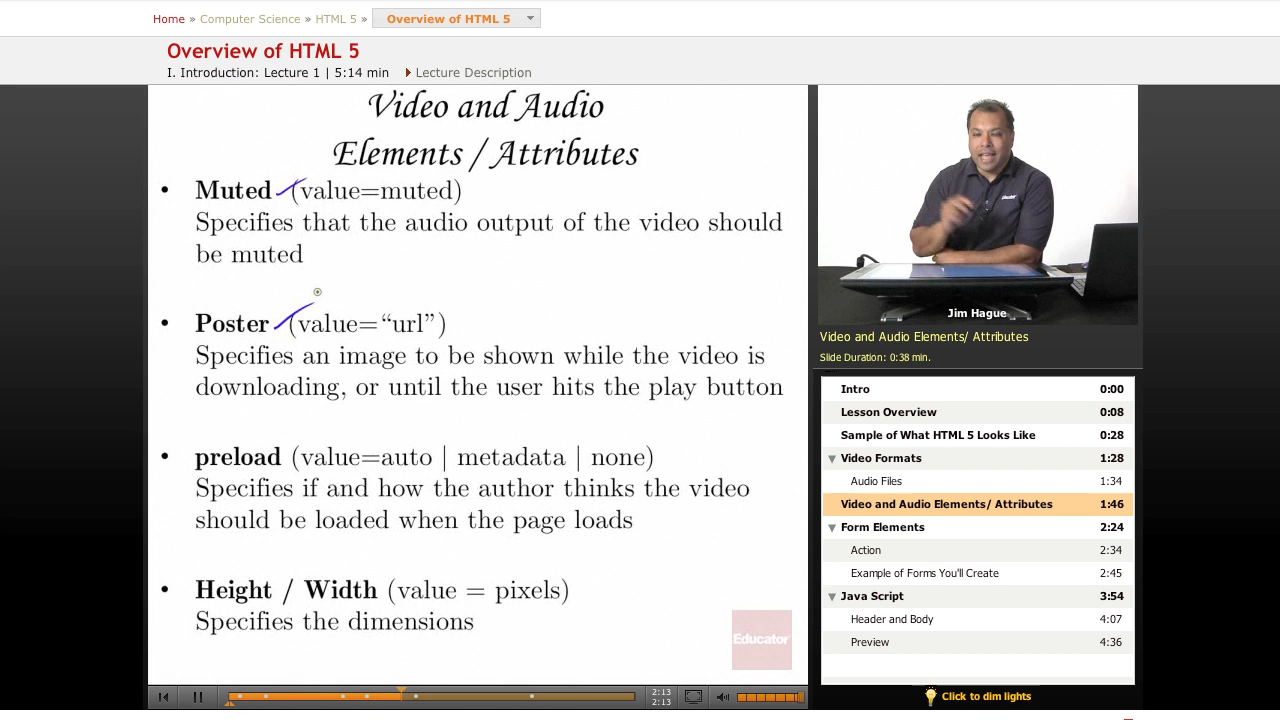 Home » Computer Science » HTML 5 » Overview of HTML 5
Overview of HTML 5
I. Introduction: Lecture 1 | 5:14 min Lecture Description
Video and Audio
Elements / Attributes
• Muted (value=muted)
Specifies that the audio output of the video should
be muted
• Poster (value=“url”)
Specifies an image to be shown while the video is
downloading, or until the user hits the play button
• preload (value=auto | metadata | none)
Specifies if and how the author thinks the video
should be loaded when the page loads
• Height / Width (value = pixels)
Specifies the dimensions
Educator
2:13
2:13
Jim Hague
Video and Audio Elements/ Attributes
Slide Duration: 0:38 min.
Intro 0:00
Lesson Overview 0:08
Sample of What HTML 5 Looks Like 0:28
Video Formats 1:28
Audio Files 1:34
Video and Audio Elements/ Attributes 1:46
Form Elements 2:24
Action 2:34
Example of Forms You'll Create 2:45
Java Script 3:54
Header and Body 4:07
Preview 4:36
Click to dim lights